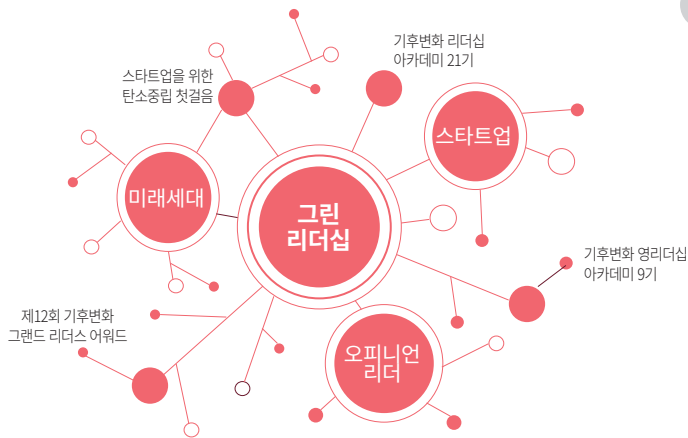 기후변화 리더십
아카데미 21기
스타트업을 위한
탄소중립 첫걸음
스타트업
미래세대
그린
리더십
기후변화 영리더십
아카데미 9기
제12회 기후변화
그랜드 리더스 어워드
오피니언
리더